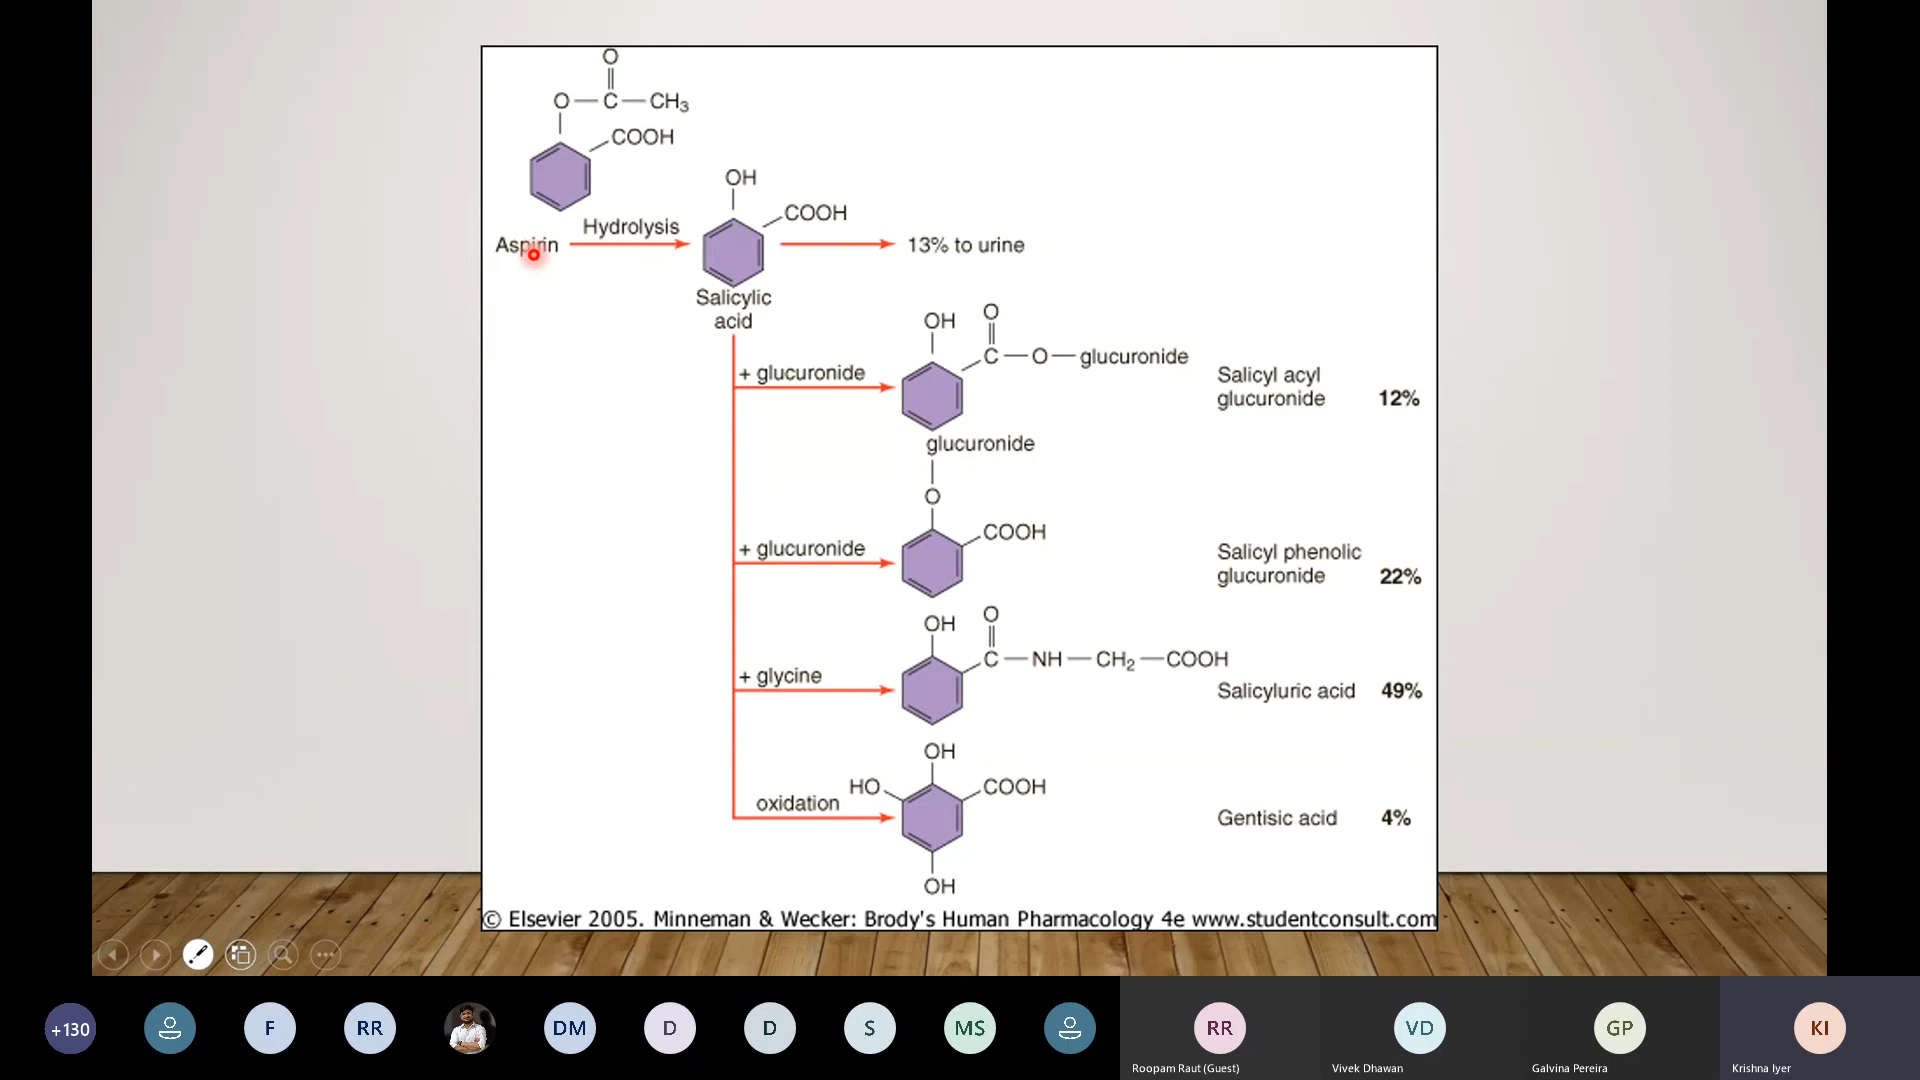 O
O—C—CH₃
COOH
OH
COOH
Hydrolysis
Aspirin
13% to urine
Salicylic
acid
OH
O
C—O—glucuronide
+ glucuronide
Salicyl acyl
glucuronide 12%
glucuronide
O
COOH
+ glucuronide
Salicyl phenolic
glucuronide 22%
OH
O
C—NH—CH₂—COOH
+ glycine
Salicyluric acid 49%
OH
HO
COOH
oxidation
Gentisic acid 4%
OH
© Elsevier 2005. Minneman & Wecker: Brody's Human Pharmacology 4e www.studentconsult.com
+130
F
RR
DM
D
D
S
MS
RR
VD
GP
KI
Roopam Raut (Guest)
Vivek Dhawan
Galvina Pereira
Krishna Iyer